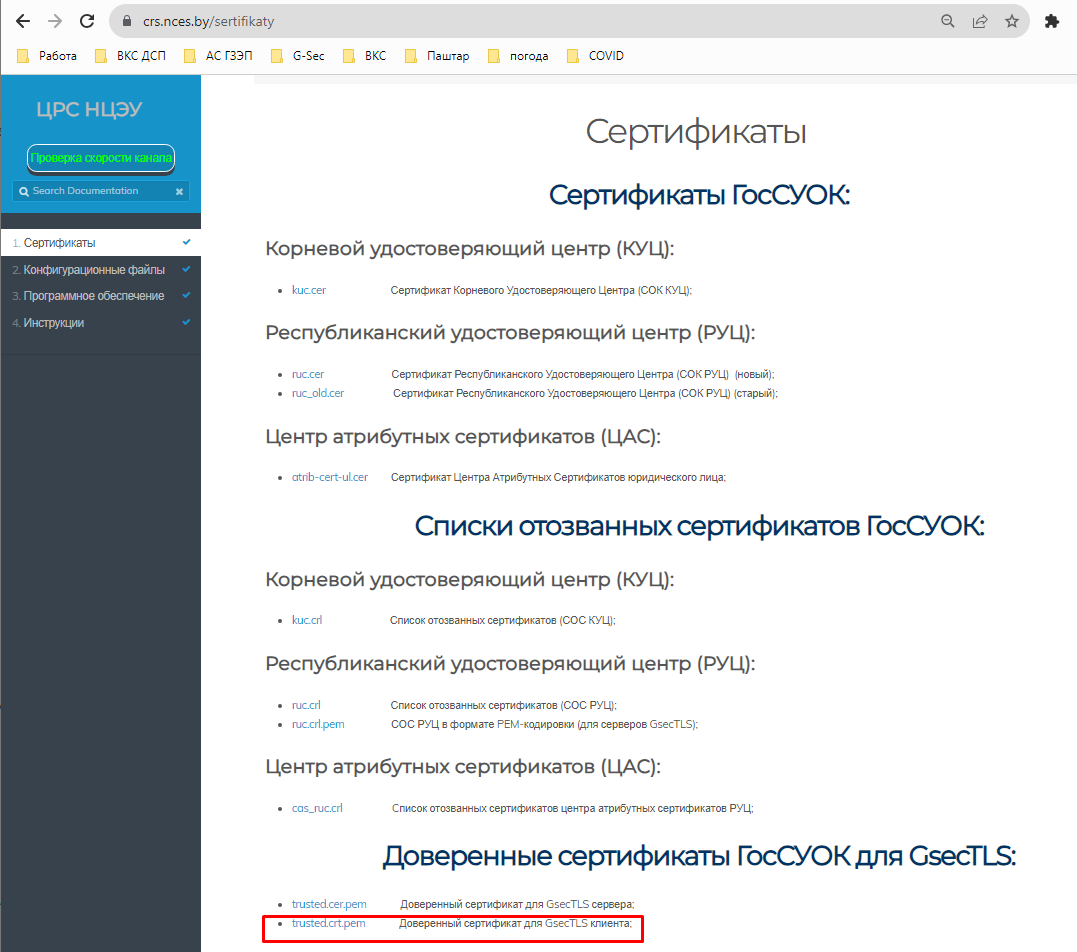 crs.nces.by/sertifikaty
Работа ВКС ДСП АС ГЗЭП G-Sec ВКС Паштар погода COVID
ЦРС НЦЭУ
Проверка скорости канала
Search Documentation
1. Сертификаты
2. Конфигурационные файлы
3. Программное обеспечение
4. Инструкции
Сертификаты
Сертификаты ГосСУОК:
Корневой удостоверяющий центр (КУЦ):
kuc.cer Сертификат Корневого Удостоверяющего Центра (СОК КУЦ);
Республиканский удостоверяющий центр (РУЦ):
ruc.cer Сертификат Республиканского Удостоверяющего Центра (СОК РУЦ) (новый);
ruc_old.cer Сертификат Республиканского Удостоверяющего Центра (СОК РУЦ) (старый);
Центр атрибутных сертификатов (ЦАС):
atrib-cert-ul.cer Сертификат Центра Атрибутных Сертификатов юридического лица;
Списки отозванных сертификатов ГосСУОК:
Корневой удостоверяющий центр (КУЦ):
kuc.crl Список отозванных сертификатов (СОС КУЦ);
Республиканский удостоверяющий центр (РУЦ):
ruc.crl Список отозванных сертификатов (СОС РУЦ);
ruc.crl.pem СОС РУЦ в формате PEM-кодировки (для серверов GsecTLS);
Центр атрибутных сертификатов (ЦАС):
cas_ruc.crl Список отозванных сертификатов центра атрибутных сертификатов РУЦ;
Доверенные сертификаты ГосСУОК для GsecTLS:
trusted.cer.pem Доверенный сертификат для GsecTLS сервера;
trusted.crt.pem Доверенный сертификат для GsecTLS клиента;